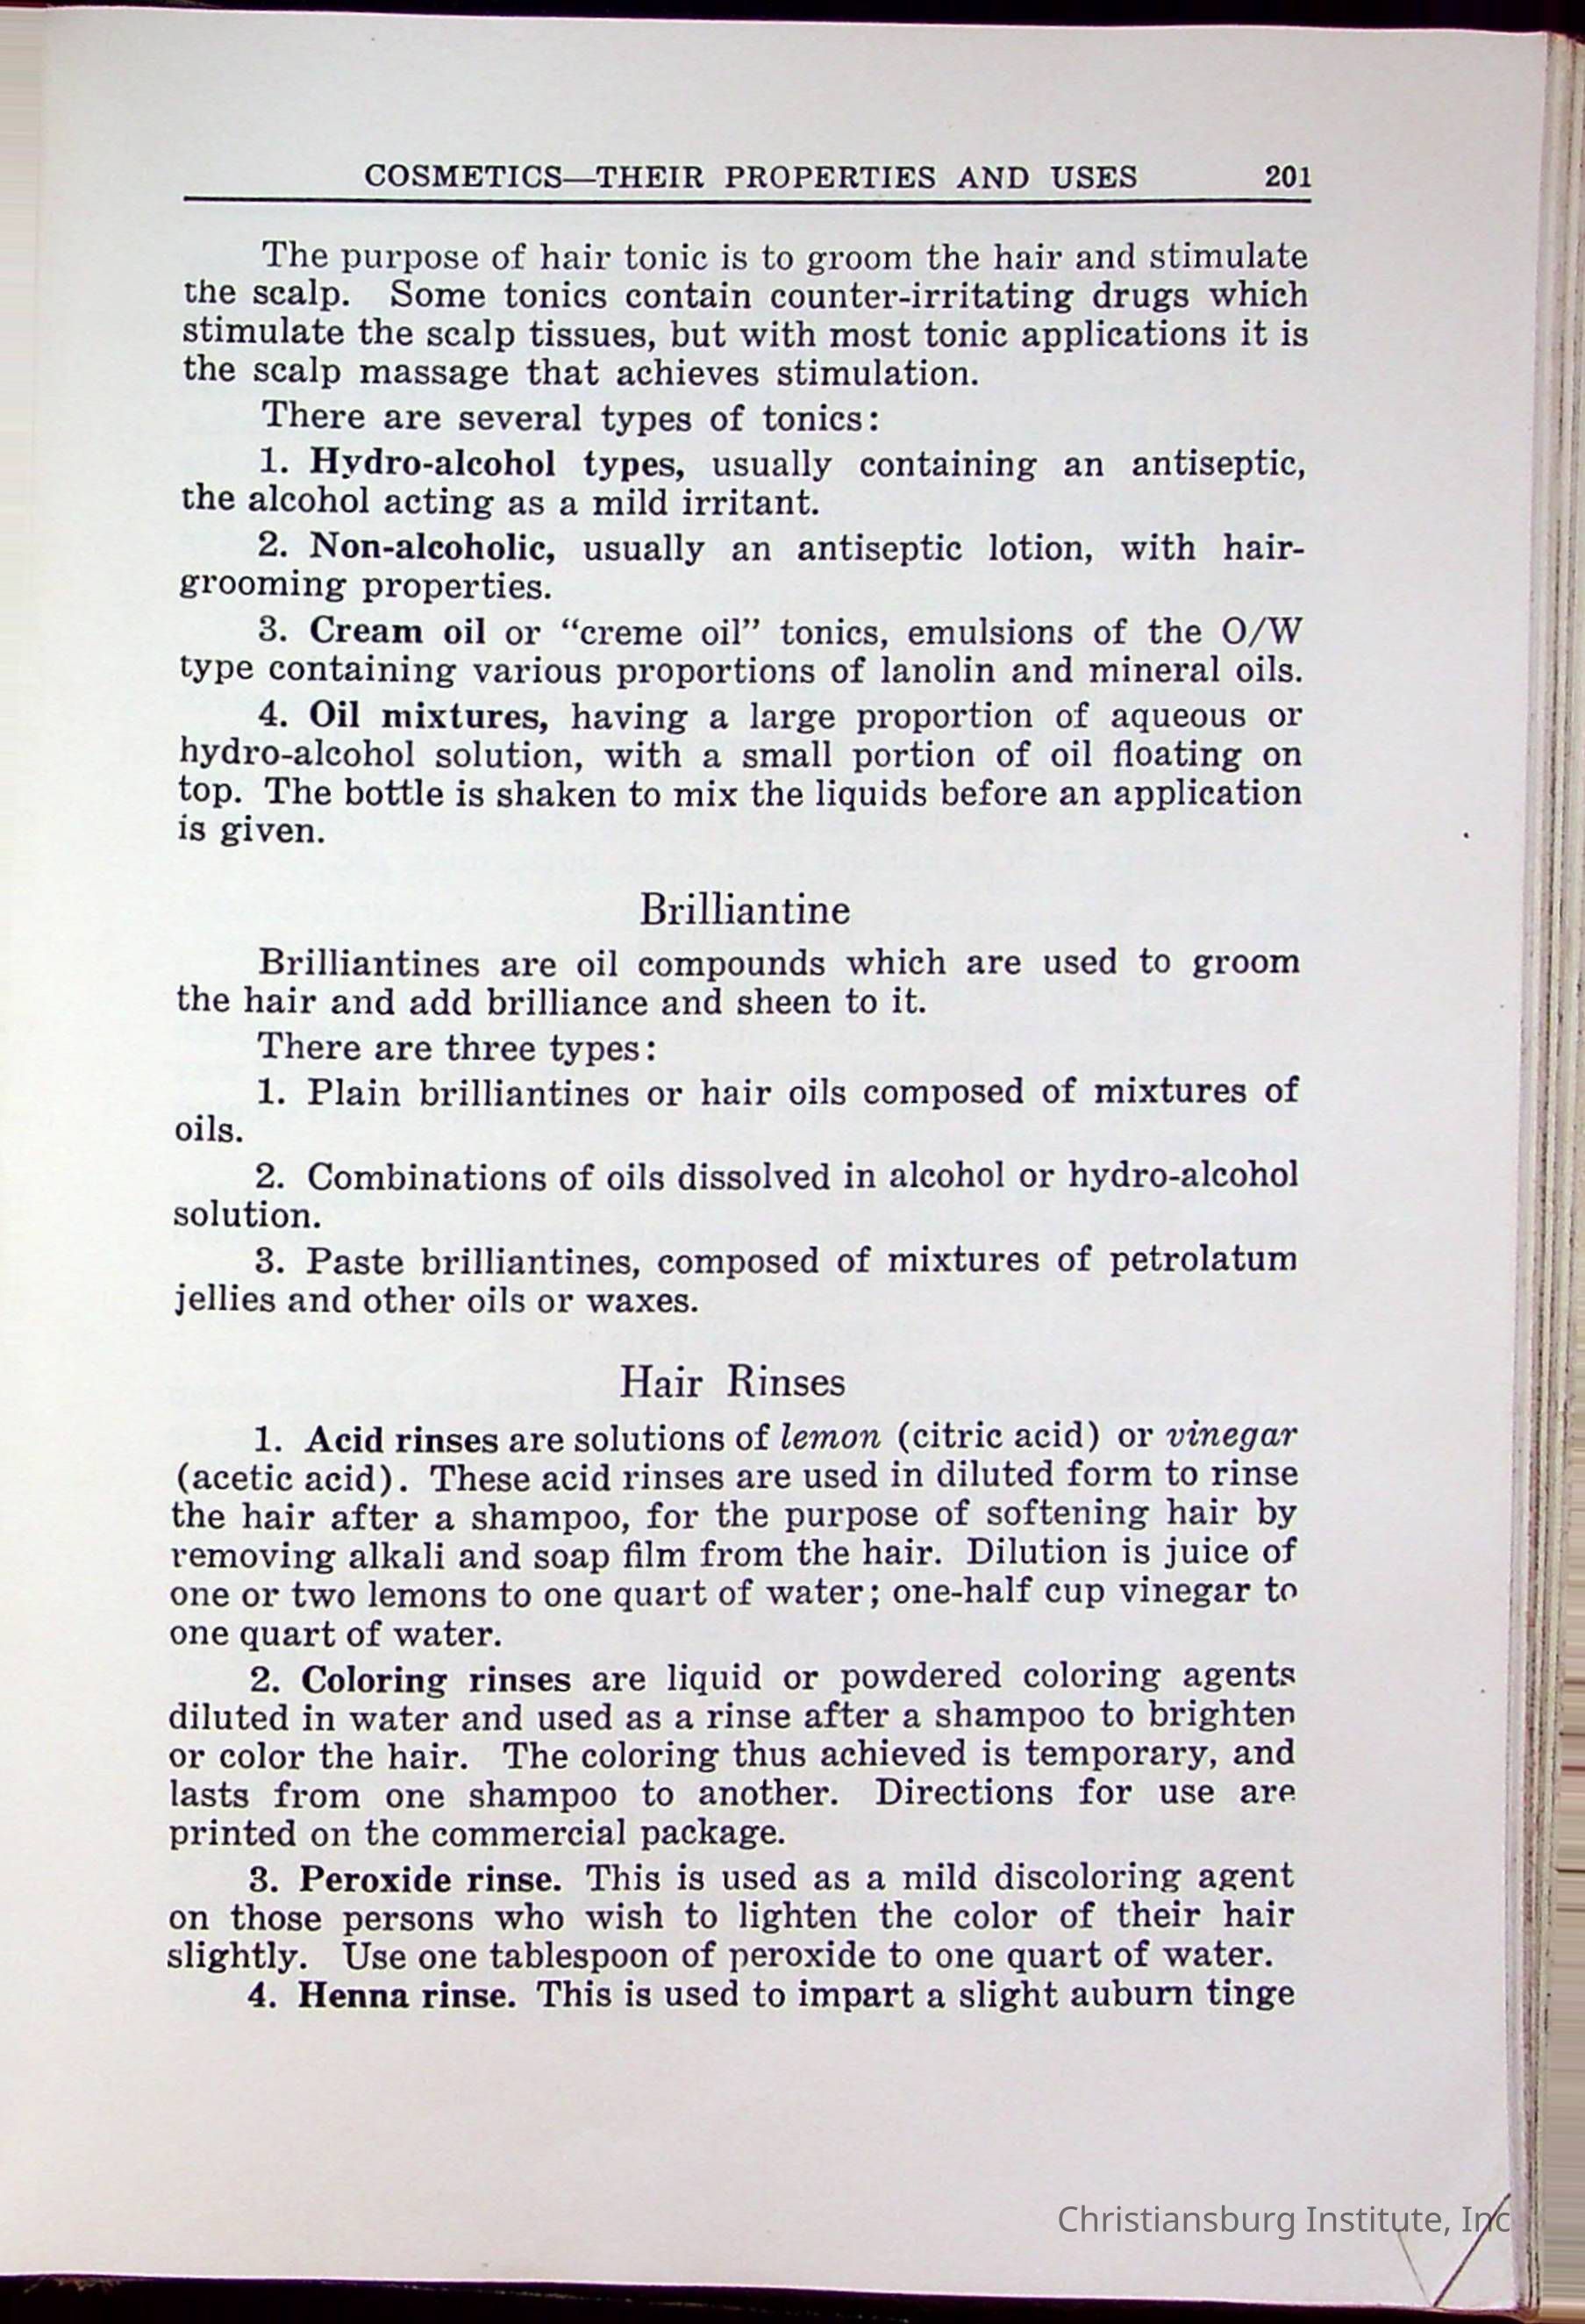 COSMETICS—THEIR PROPERTIES AND USES 201
The purpose of hair tonic is to groom the hair and stimulate
the scalp. Some tonics contain counter-irritating drugs which
stimulate the scalp tissues, but with most tonic applications it is
the scalp massage that achieves stimulation.
There are several types of tonics:
1. Hydro-alcohol types, usually containing an antiseptic,
the alcohol acting as a mild irritant.
2. Non-alcoholic, usually an antiseptic lotion, with hair-
grooming properties.
3. Cream oil or “creme oil” tonics, emulsions of the O/W
type containing various proportions of lanolin and mineral oils.
4. Oil mixtures, having a large proportion of aqueous or
hydro-alcohol solution, with a small portion of oil floating on
top. The bottle is shaken to mix the liquids before an application
is given.
Brilliantine
Brilliantines are oil compounds which are used to groom
the hair and add brilliance and sheen to it.
There are three types:
1. Plain brilliantines or hair oils composed of mixtures of
oils.
2. Combinations of oils dissolved in alcohol or hydro-alcohol
solution.
3. Paste brilliantines, composed of mixtures of petrolatum
jellies and other oils or waxes.
Hair Rinses
1. Acid rinses are solutions of lemon (citric acid) or vinegar
(acetic acid). These acid rinses are used in diluted form to rinse
the hair after a shampoo, for the purpose of softening hair by
removing alkali and soap film from the hair. Dilution is juice of
one or two lemons to one quart of water; one-half cup vinegar to
one quart of water.
2. Coloring rinses are liquid or powdered coloring agents
diluted in water and used as a rinse after a shampoo to brighten
or color the hair. The coloring thus achieved is temporary, and
lasts from one shampoo to another. Directions for use are
printed on the commercial package.
3. Peroxide rinse. This is used as a mild discoloring agent
on those persons who wish to lighten the color of their hair
slightly. Use one tablespoon of peroxide to one quart of water.
4. Henna rinse. This is used to impart a slight auburn tinge
Christiansburg Institute, Inc